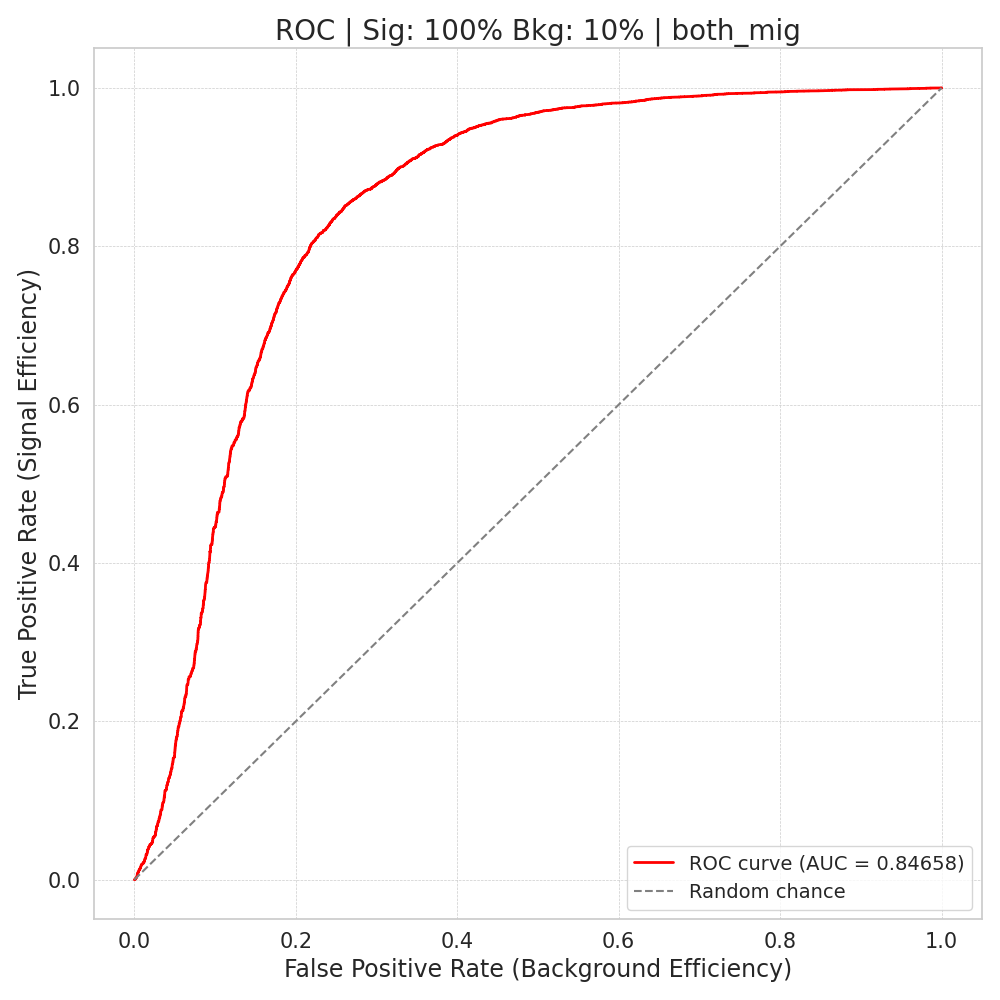 ROC | Sig: 100% Bkg: 10% | both_mig
True Positive Rate (Signal Efficiency)
1.0
0.8
0.6
0.4
0.2
0.0
ROC curve (AUC = 0.84658)
Random chance
0.0 0.2 0.4 0.6 0.8 1.0
False Positive Rate (Background Efficiency)